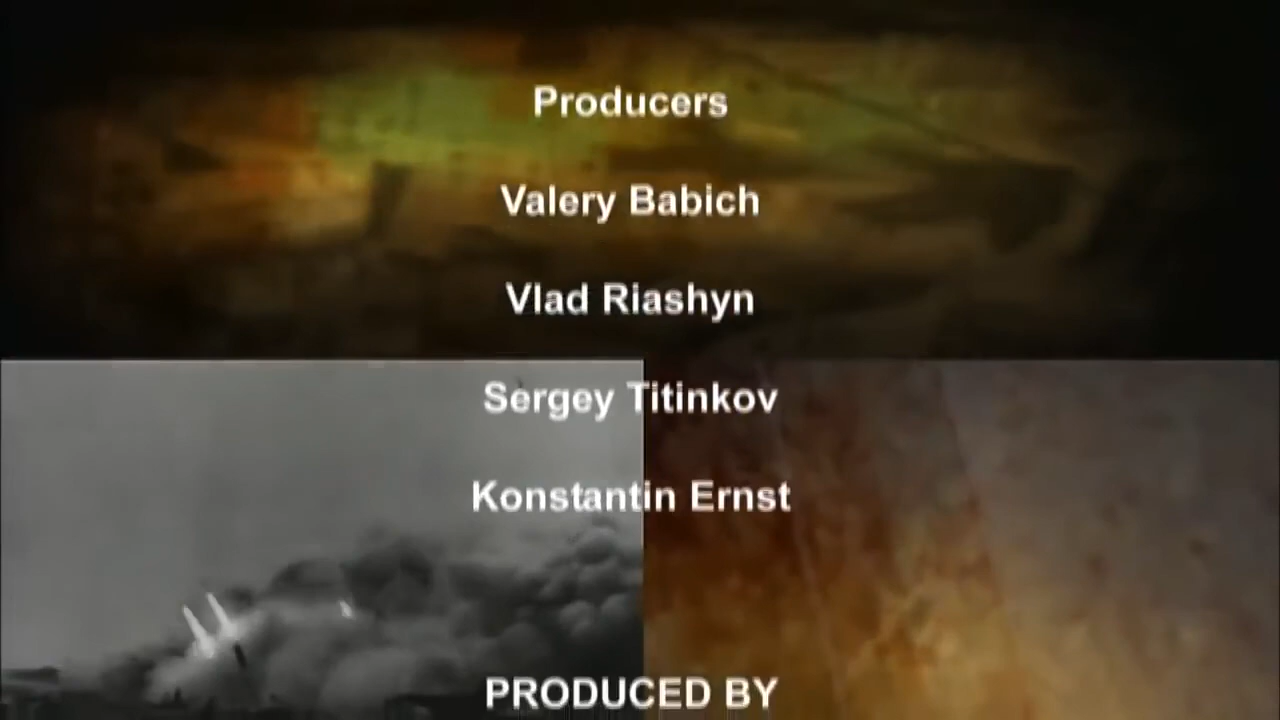 Producers
Valery Babich
Vlad Riashyn
Sergey Titinkov
Konstantin Ernst
PRODUCED BY